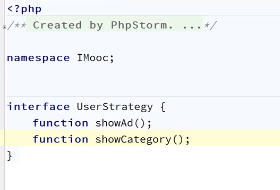 <?php
/** Created by PhpStorm. ...*/
namespace IMooc;
interface UserStrategy {
function showAd();
function showCategory();
}